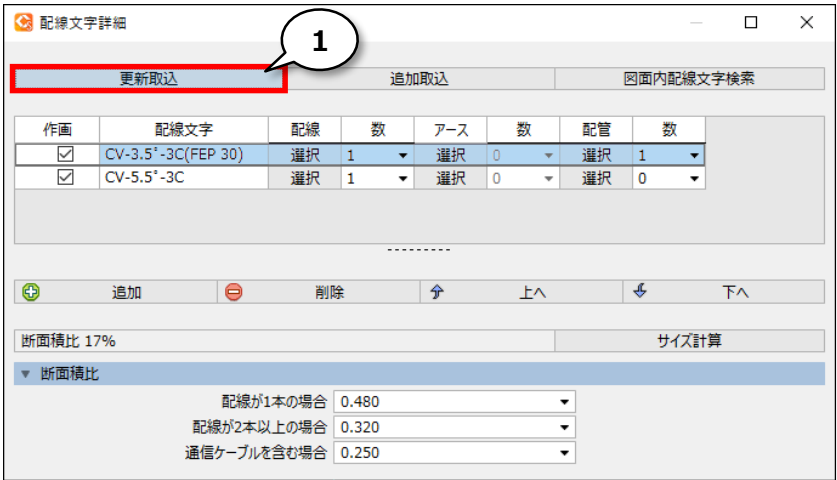 配線文字詳細
1
更新取込 追加取込 図面内配線文字検索
作画 配線文字 配線 数 アース 数 配管 数
CV-3.5ﾟ-3C(FEP 30) 選択 1 選択 0 選択 1
CV-5.5ﾟ-3C 選択 1 選択 0 選択 0
追加 削除 上へ 下へ
断面積比 17% サイズ計算
断面積比
配線が1本の場合 0.480
配線が2本以上の場合 0.320
通信ケーブルを含む場合 0.250